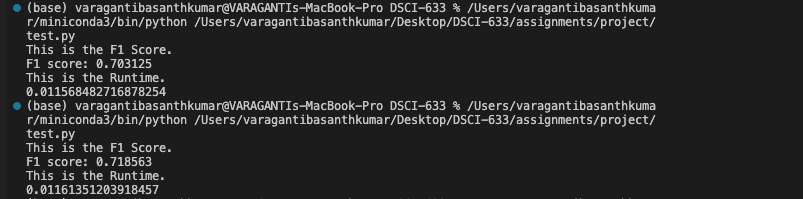 (base) varagantibasanthkumar@VARAGANTIs-MacBook-Pro DSCI-633 % /Users/varagantibasanthkuma
r/miniconda3/bin/python /Users/varagantibasanthkumar/Desktop/DSCI-633/assignments/project/
test.py
This is the F1 Score.
F1 score: 0.703125
This is the Runtime.
0.011568482716878254
(base) varagantibasanthkumar@VARAGANTIs-MacBook-Pro DSCI-633 % /Users/varagantibasanthkuma
r/miniconda3/bin/python /Users/varagantibasanthkumar/Desktop/DSCI-633/assignments/project/
test.py
This is the F1 Score.
F1 score: 0.718563
This is the Runtime.
0.01161351203918457